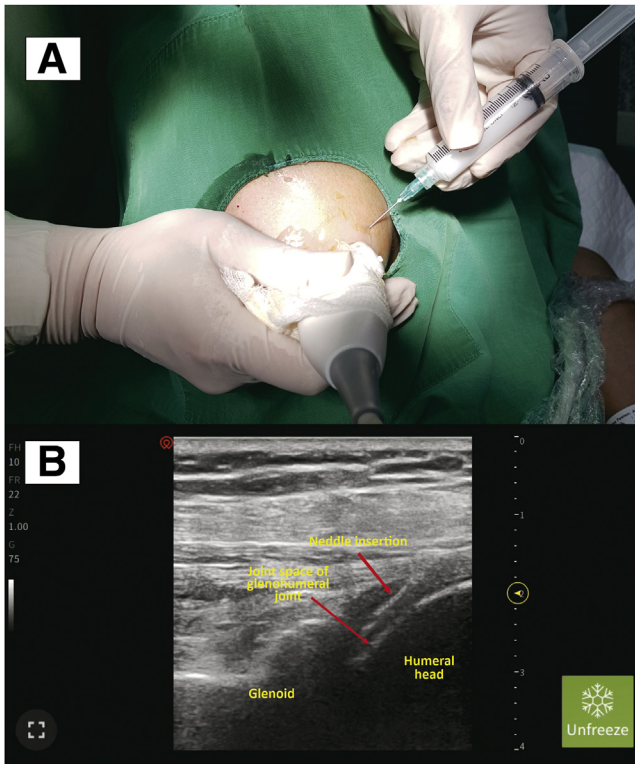 A
B
FH
10
FR
22
Z
1.00
G
75
0
1
Neddle insertion
Joint space of
glenohumeral
joint
Humeral
head
3
Glenoid
Unfreeze
4